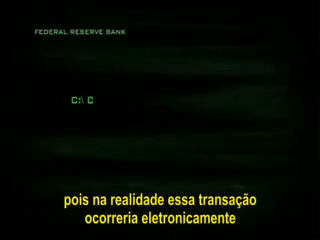 FEDERAL RESERVE BANK
C:\ C
pois na realidade essa transação
ocorreria eletronicamente